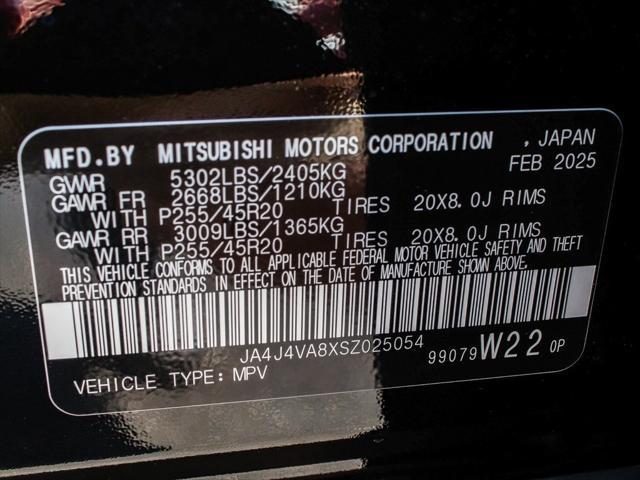 MFD.BY MITSUBISHI MOTORS CORPORATION , JAPAN
FEB 2025
GVWR 5302LBS/2405KG
GAWR FR 2668LBS/1210KG
WITH P255/45R20 TIRES 20X8.0J RIMS
GAWR RR 3009LBS/1365KG
WITH P255/45R20 TIRES 20X8.0J RIMS
THIS VEHICLE CONFORMS TO ALL APPLICABLE FEDERAL MOTOR VEHICLE SAFETY AND THEFT
PREVENTION STANDARDS IN EFFECT ON THE DATE OF MANUFACTURE SHOWN ABOVE.
JA4J4VA8XSZ025054
99079 W22 0P
VEHICLE TYPE: MPV